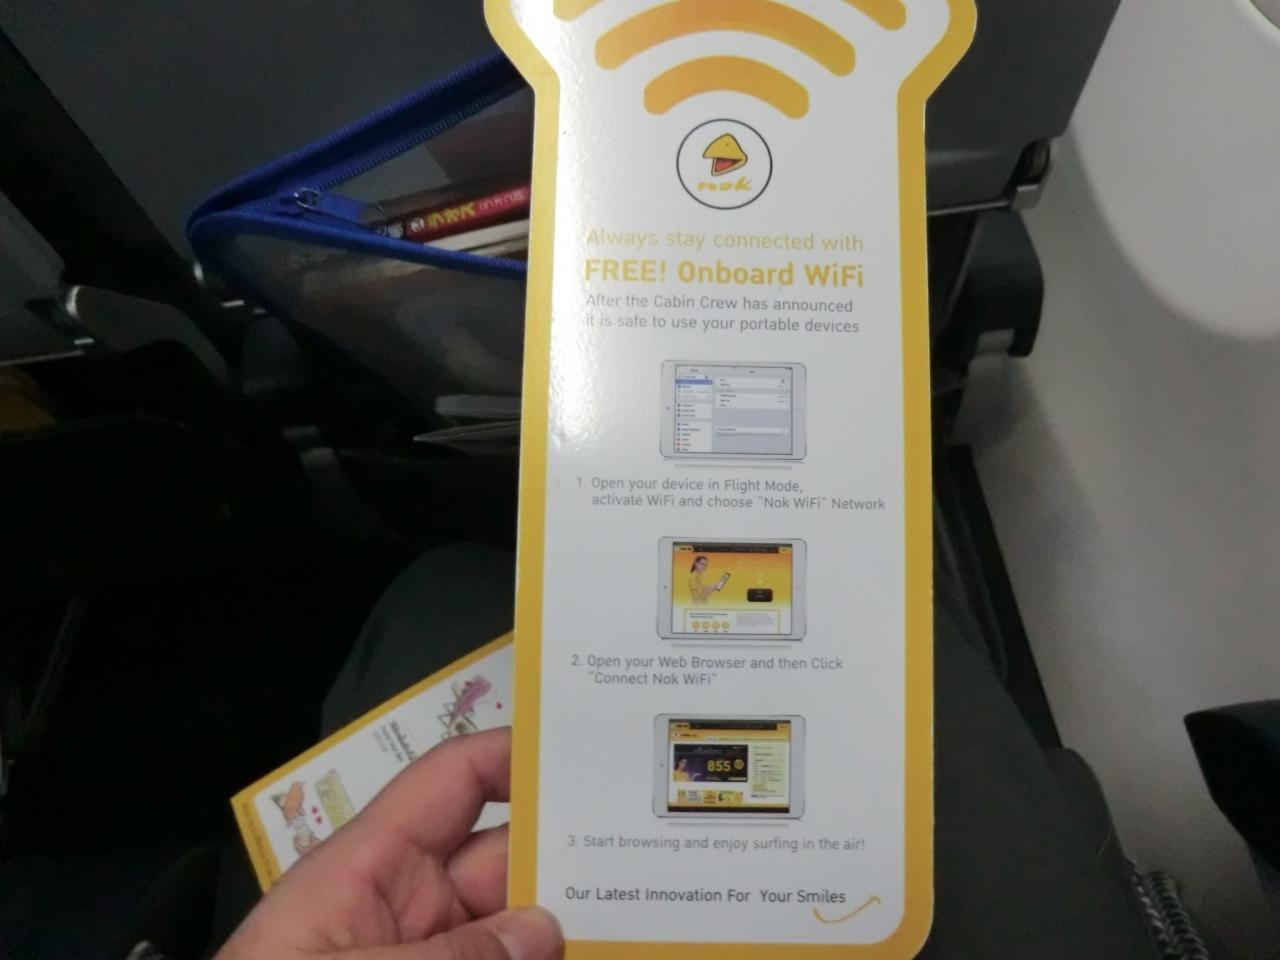 nok
Always stay connected with
FREE! Onboard WiFi
After the Cabin Crew has announced
it is safe to use your portable devices
1. Open your device in Flight Mode,
activate WiFi and choose "Nok WiFi" Network
2. Open your Web Browser and then Click
"Connect Nok WiFi"
855
3. Start browsing and enjoy surfing in the air!
Our Latest Innovation For Your Smiles